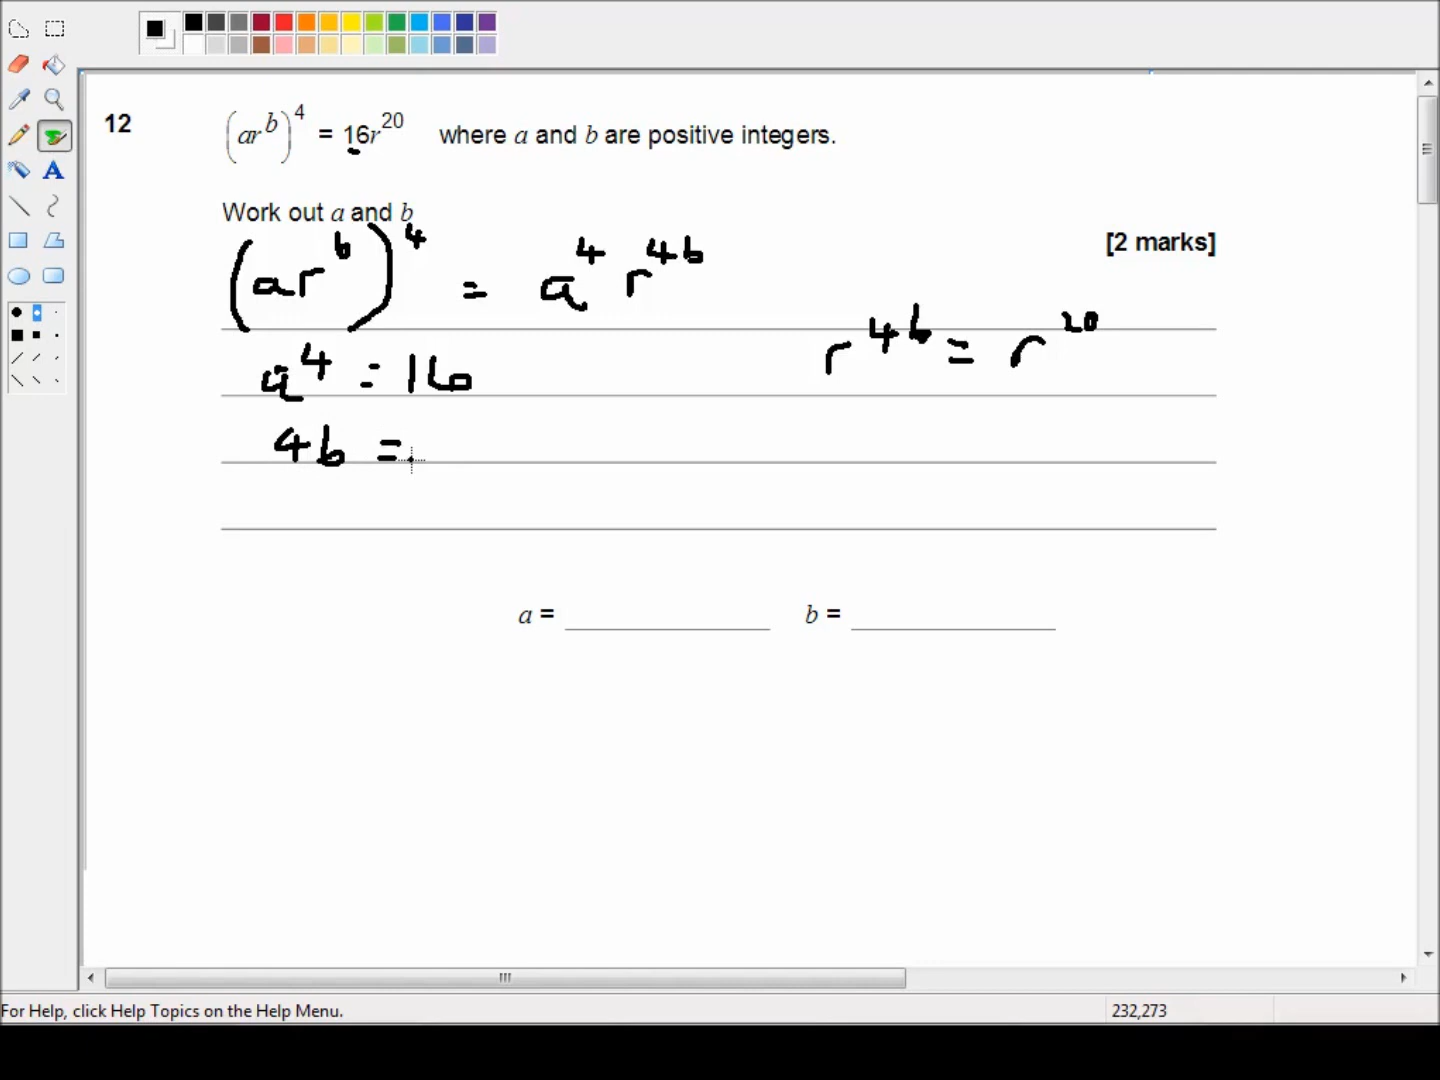 12 (ar^b)^4 = 16r^20 where a and b are positive integers.
Work out a and b
[2 marks]
(ar^b)^4 = a^4 r^4b
r^4b = r^20
a^4 = 16
4b =
a = b =
For Help, click Help Topics on the Help Menu. 232,273